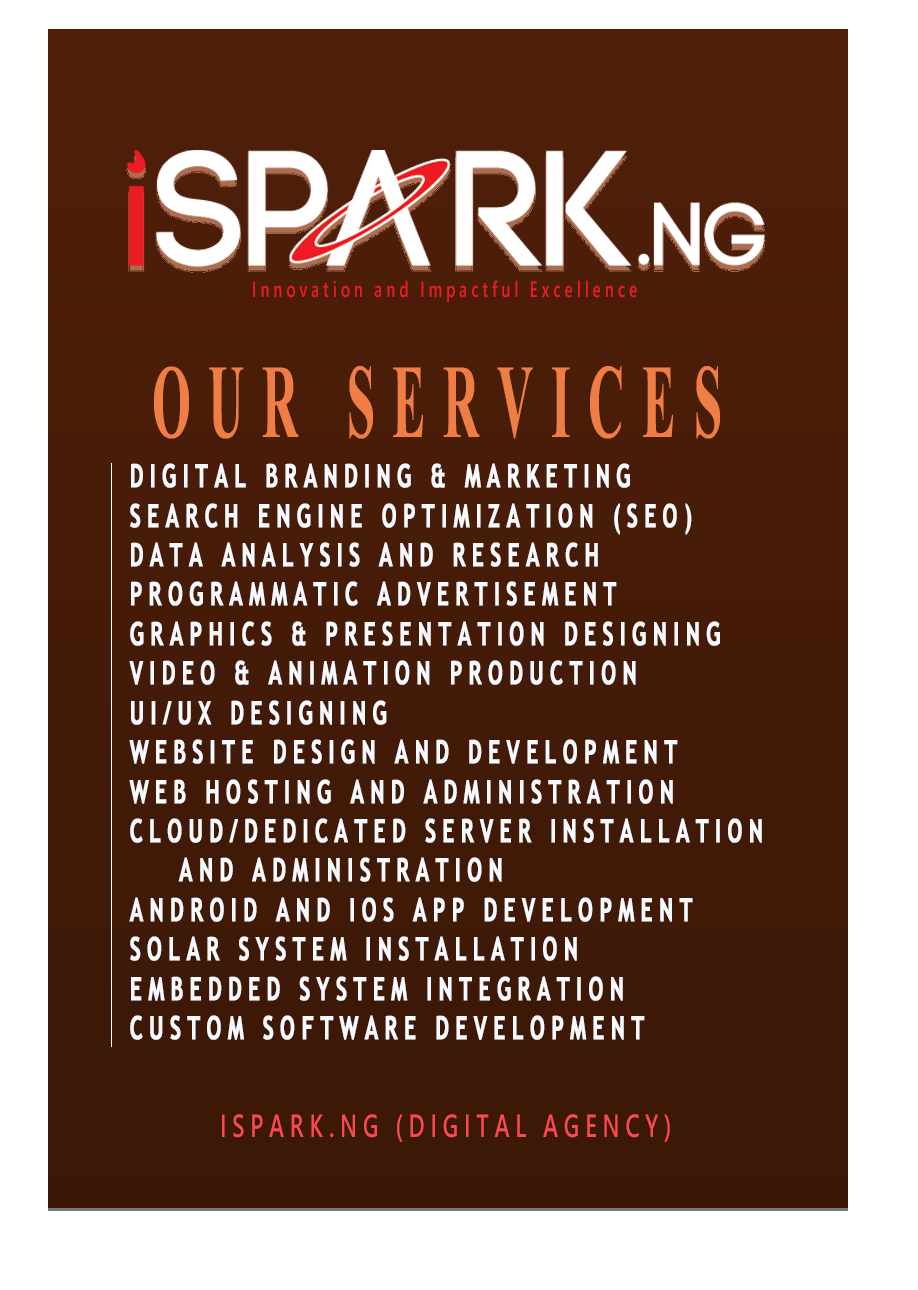 iSPARK.NG
Innovation and Impactful Excellence
OUR SERVICES
DIGITAL BRANDING & MARKETING
SEARCH ENGINE OPTIMIZATION (SEO)
DATA ANALYSIS AND RESEARCH
PROGRAMMATIC ADVERTISEMENT
GRAPHICS & PRESENTATION DESIGNING
VIDEO & ANIMATION PRODUCTION
UI/UX DESIGNING
WEBSITE DESIGN AND DEVELOPMENT
WEB HOSTING AND ADMINISTRATION
CLOUD/DEDICATED SERVER INSTALLATION
AND ADMINISTRATION
ANDROID AND IOS APP DEVELOPMENT
SOLAR SYSTEM INSTALLATION
EMBEDDED SYSTEM INTEGRATION
CUSTOM SOFTWARE DEVELOPMENT
ISPARK.NG (DIGITAL AGENCY)